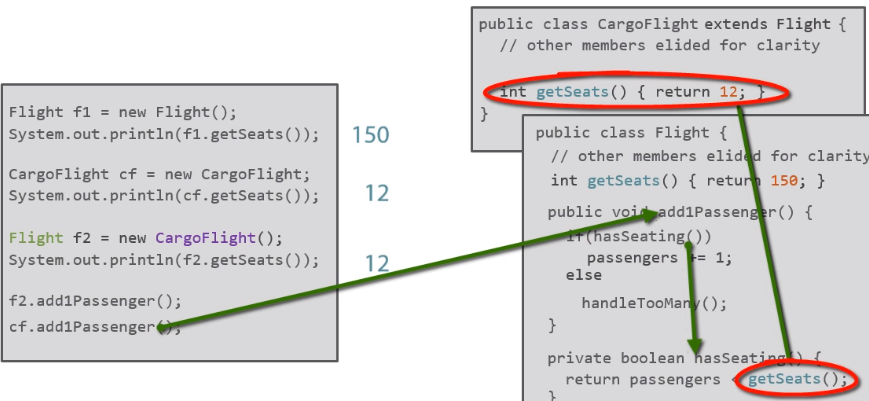 Flight f1 = new Flight();
System.out.println(f1.getSeats());
150
CargoFlight cf = new CargoFlight;
System.out.println(cf.getSeats());
12
Flight f2 = new CargoFlight();
System.out.println(f2.getSeats());
12
f2.add1Passenger();
cf.add1Passenger();
public class CargoFlight extends Flight {
// other members elided for clarity
int getSeats() { return 12; }
}
public class Flight {
// other members elided for clarity
int getSeats() { return 150; }
public void add1Passenger() {
if(hasSeating())
passengers += 1;
else
handleTooMany();
}
private boolean hasSeating() {
return passengers < getSeats();
}